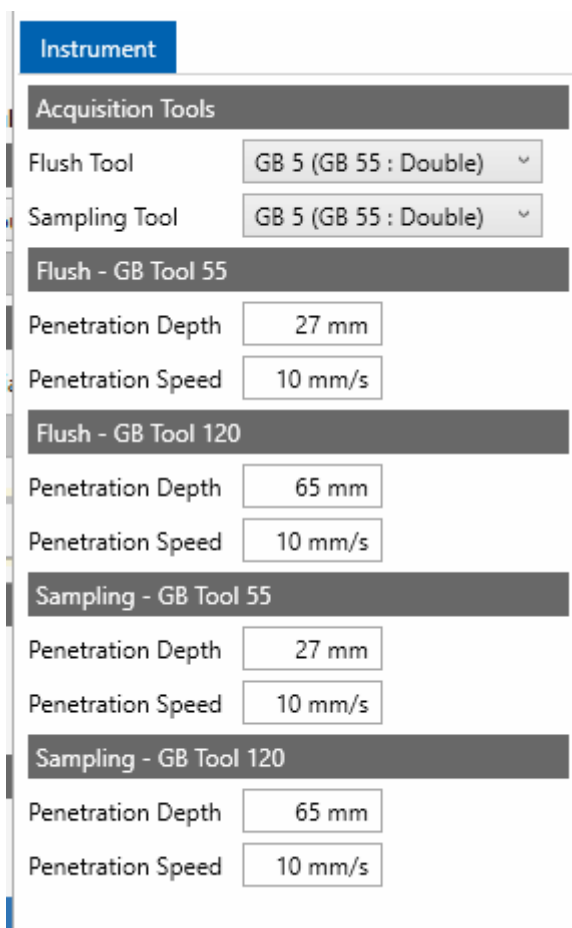 Instrument
Acquisition Tools
Flush Tool GB 5 (GB 55 : Double)
Sampling Tool GB 5 (GB 55 : Double)
Flush - GB Tool 55
Penetration Depth 27 mm
Penetration Speed 10 mm/s
Flush - GB Tool 120
Penetration Depth 65 mm
Penetration Speed 10 mm/s
Sampling - GB Tool 55
Penetration Depth 27 mm
Penetration Speed 10 mm/s
Sampling - GB Tool 120
Penetration Depth 65 mm
Penetration Speed 10 mm/s